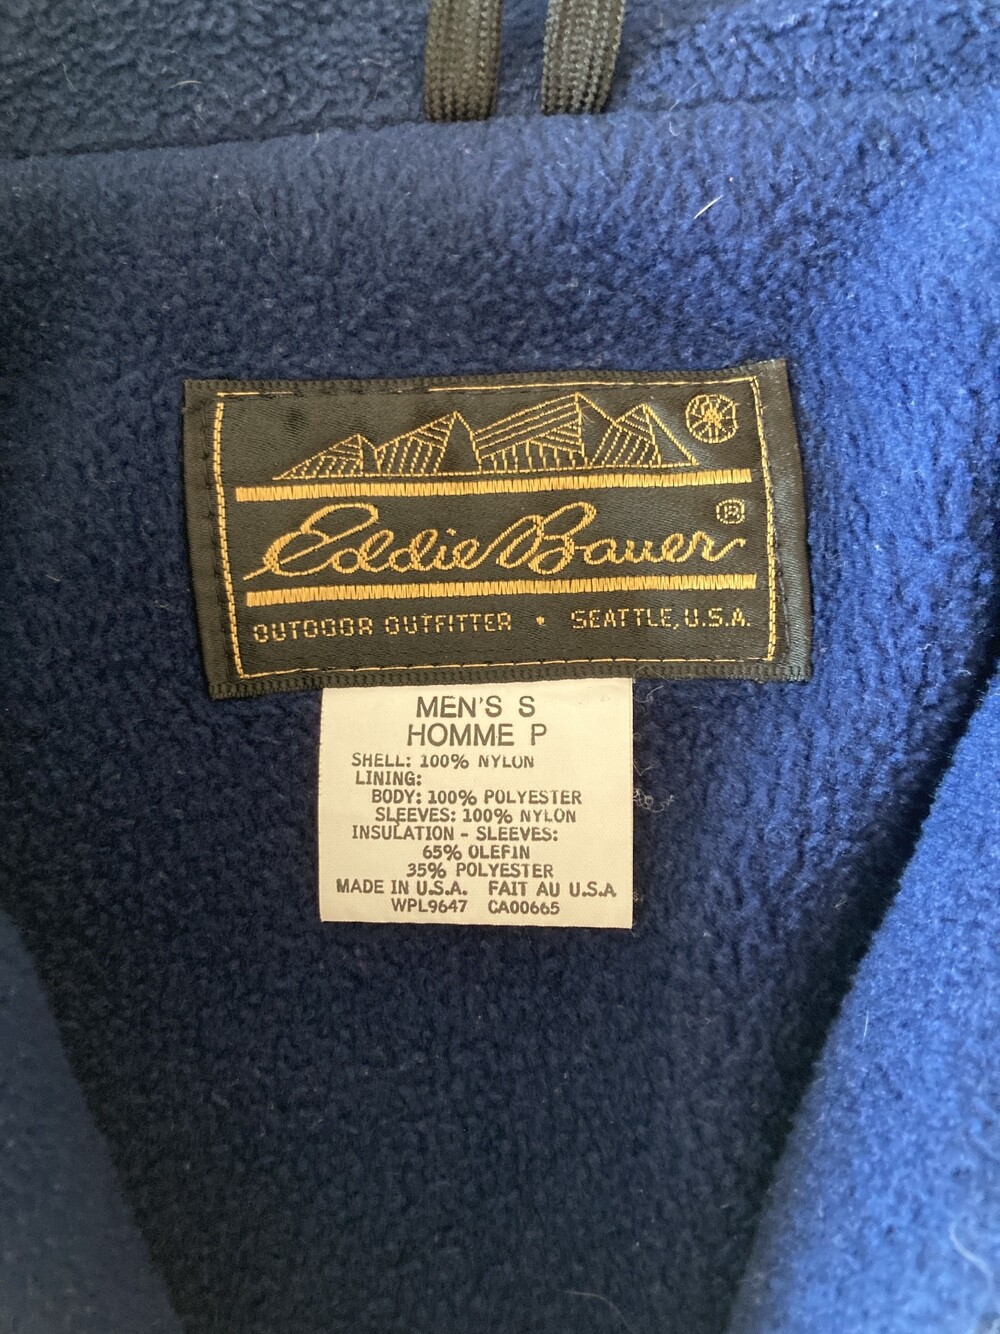 Eddie Bauer ®
OUTDOOR OUTFITTER • SEATTLE, U.S.A.
MEN'S S
HOMME P
SHELL: 100% NYLON
LINING:
BODY: 100% POLYESTER
SLEEVES: 100% NYLON
INSULATION - SLEEVES:
65% OLEFIN
35% POLYESTER
MADE IN U.S.A. FAIT AU U.S.A
WPL9647 CA00665